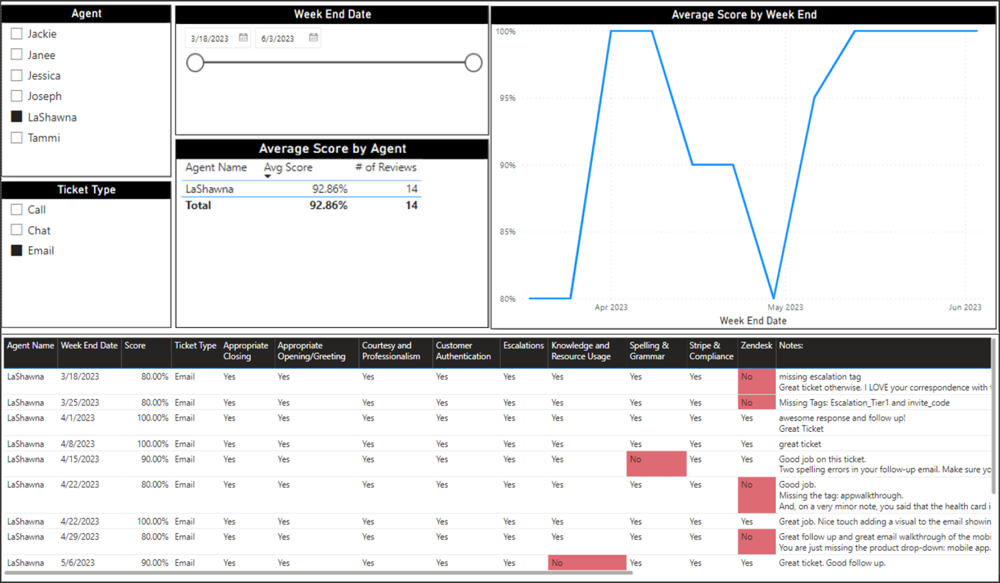 Agent
Jackie
Janee
Jessica
Joseph
LaShawna
Tammi
Ticket Type
Call
Chat
Email
Week End Date
3/18/2023 6/3/2023
Average Score by Agent
Agent Name Avg Score # of Reviews
LaShawna 92.86% 14
Total 92.86% 14
Average Score by Week End
100%
95%
90%
85%
80%
Apr 2023 May 2023 Jun 2023
Week End Date
Agent Name Week End Date Score Ticket Type Appropriate Closing Appropriate Opening/Greeting Courtesy and Professionalism Customer Authentication Escalations Knowledge and Resource Usage Spelling & Grammar Stripe & Compliance Zendesk Notes:
LaShawna 3/18/2023 80.00% Email Yes Yes Yes Yes Yes Yes Yes Yes No missing escalation tag
Great ticket otherwise. I LOVE your correspondence with
LaShawna 3/25/2023 80.00% Email Yes Yes Yes Yes Yes Yes Yes Yes No Missing Tags: Escalation_Tier1 and invite_code
LaShawna 4/1/2023 100.00% Email Yes Yes Yes Yes Yes Yes Yes Yes Yes awesome response and follow up!
Great Ticket
LaShawna 4/8/2023 100.00% Email Yes Yes Yes Yes Yes Yes Yes Yes Yes great ticket
LaShawna 4/15/2023 90.00% Email Yes Yes Yes Yes Yes Yes No Yes Yes Good job on this ticket.
Two spelling errors in your follow-up email. Make sure yo
LaShawna 4/22/2023 80.00% Email Yes Yes Yes Yes Yes Yes Yes Yes No Good job.
Missing the tag: appwalkthrough.
And, on a very minor note, you said that the health card i
LaShawna 4/22/2023 100.00% Email Yes Yes Yes Yes Yes Yes Yes Yes Yes Great job. Nice touch adding a visual to the email showin
LaShawna 4/29/2023 80.00% Email Yes Yes Yes Yes Yes Yes Yes Yes No Great follow up and great email walkthrough of the mobi
You are just missing the product drop-down: mobile app.
LaShawna 5/6/2023 90.00% Email Yes Yes Yes Yes Yes No Yes Yes Yes Great ticket. Good follow up.